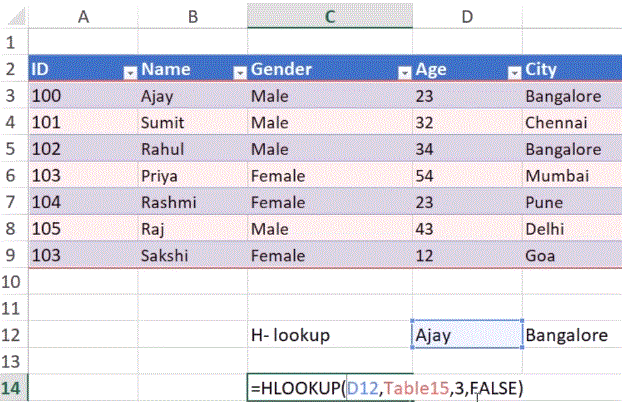 A B C D
1
2 ID Name Gender Age City
3 100 Ajay Male 23 Bangalore
4 101 Sumit Male 32 Chennai
5 102 Rahul Male 34 Bangalore
6 103 Priya Female 54 Mumbai
7 104 Rashmi Female 23 Pune
8 105 Raj Male 43 Delhi
9 103 Sakshi Female 12 Goa
10
11
12 H- lookup Ajay Bangalore
13
14 =HLOOKUP(D12,Table15,3,FALSE)